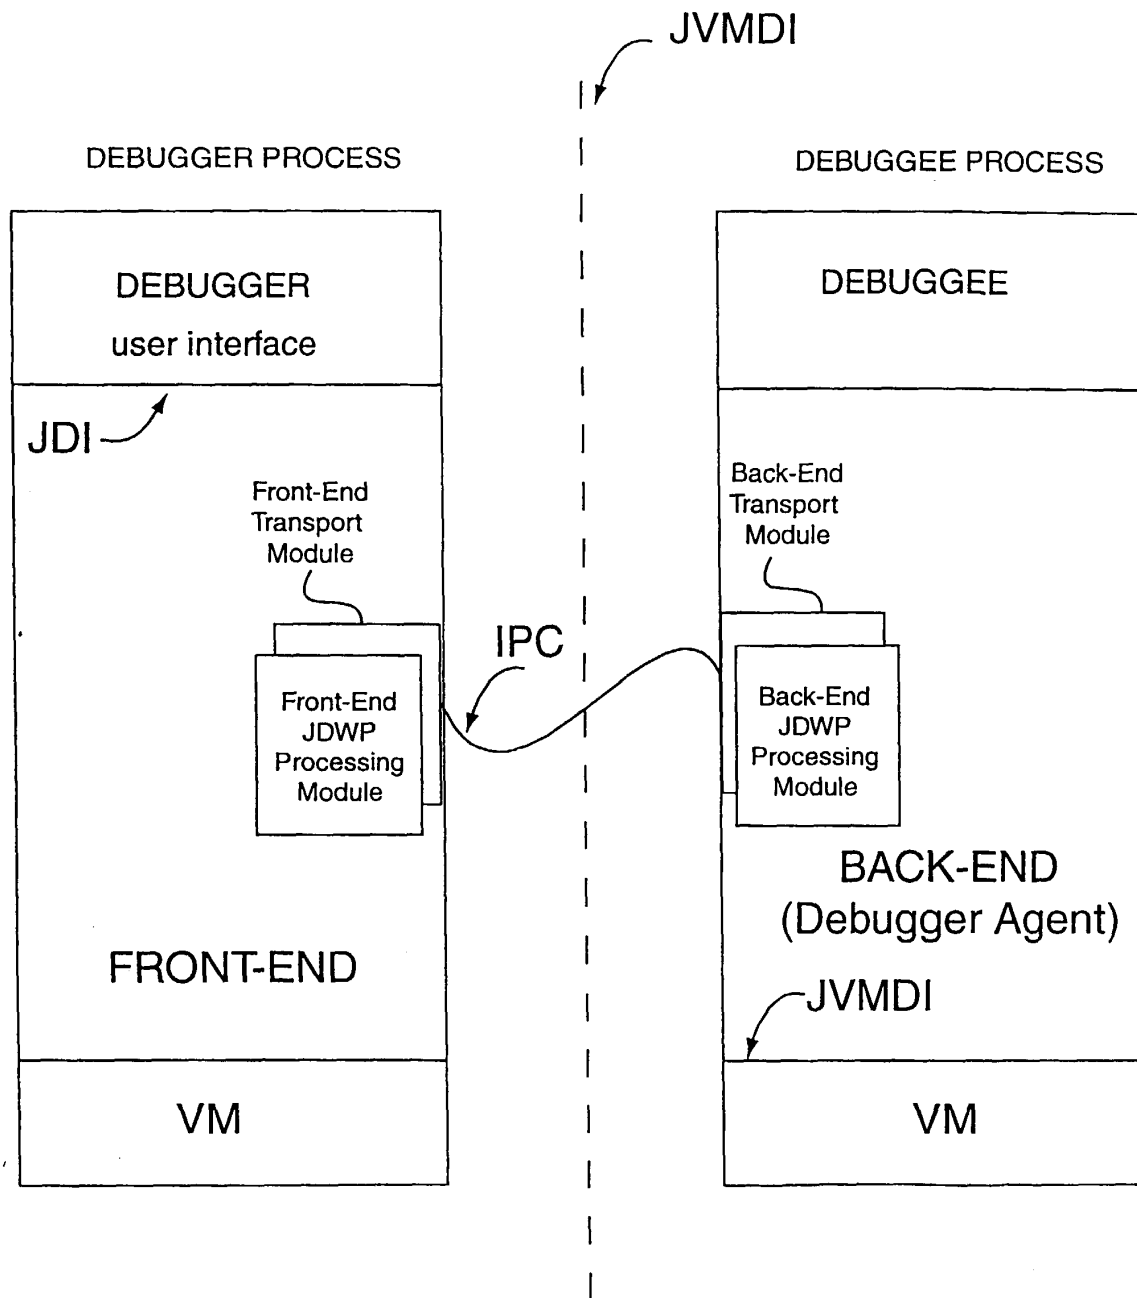 JVMDI
DEBUGGER PROCESS
DEBUGGEE PROCESS
DEBUGGER
user interface
DEBUGGEE
JDI
Front-End
Transport
Module
Back-End
Transport
Module
IPC
Front-End
JDWP
Processing
Module
Back-End
JDWP
Processing
Module
BACK-END
(Debugger Agent)
FRONT-END
JVMDI
VM
VM